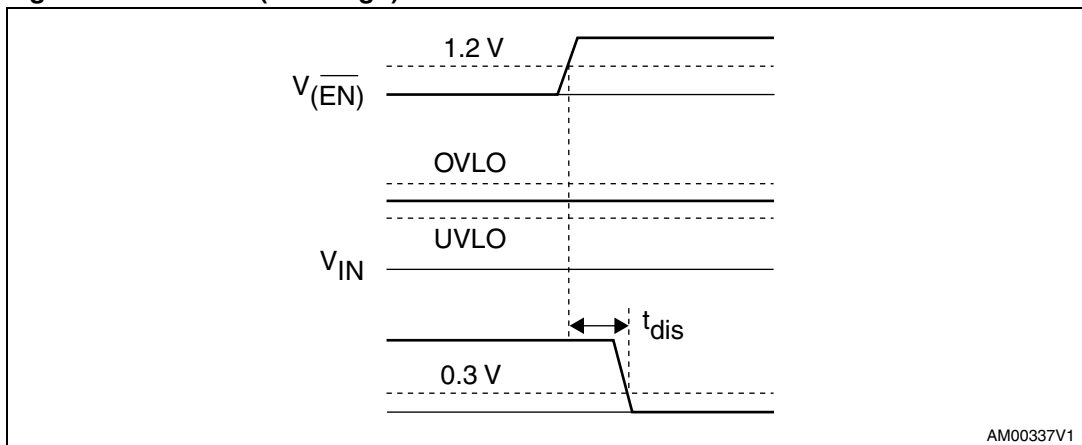 1.2 V
V(EN)
OVLO
UVLO
VIN
tdis
0.3 V
AM00337V1